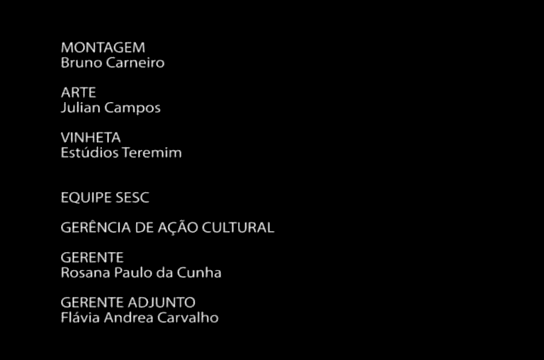 MONTAGEM
Bruno Carneiro
ARTE
Julian Campos
VINHETA
Estúdios Teremim
EQUIPE SESC
GERÊNCIA DE AÇÃO CULTURAL
GERENTE
Rosana Paulo da Cunha
GERENTE ADJUNTO
Flávia Andrea Carvalho